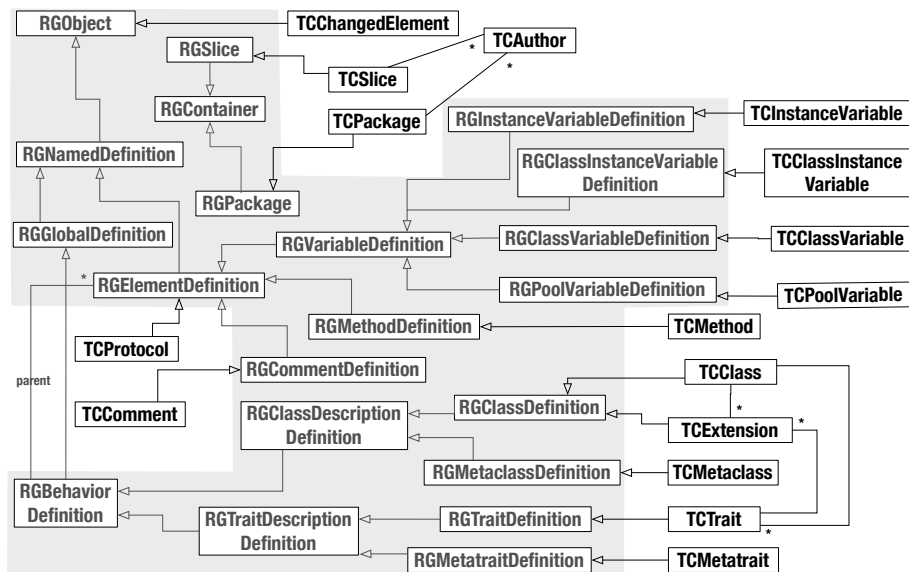 RGObject
TCChangedElement
RGSlice
*
TCAuthor
*
TCSlice
RGContainer
TCPackage
RGInstanceVariableDefinition
TCInstanceVariable
RGNamedDefinition
RGClassInstanceVariable
Definition
TCClassInstance
Variable
RGPackage
RGGlobalDefinition
RGVariableDefinition
RGClassVariableDefinition
TCClassVariable
*
RGElementDefinition
RGPoolVariableDefinition
TCPoolVariable
RGMethodDefinition
TCMethod
TCProtocol
parent
RGCommentDefinition
TCClass
TCComment
RGClassDescription
Definition
RGClassDefinition
*
TCExtension
*
RGMetaclassDefinition
TCMetaclass
RGBehavior
Definition
RGTraitDescription
Definition
RGTraitDefinition
TCTrait
*
RGMetatraitDefinition
TCMetatrait